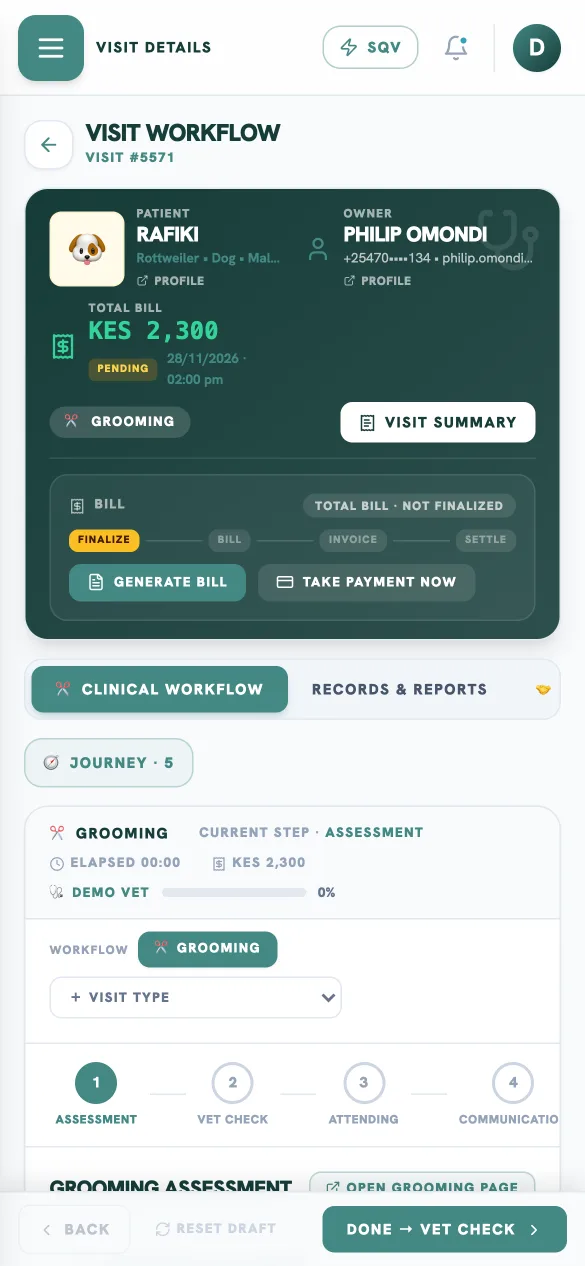 VISIT DETAILS
SQV
D
VISIT WORKFLOW
VISIT #5571
PATIENT
RAFIKI
Rottweiler • Dog • Mal...
PROFILE
OWNER
PHILIP OMONDI
+25470••••134 • philip.omondi...
PROFILE
TOTAL BILL
KES 2,300
PENDING
28/11/2026 ·
02:00 pm
GROOMING
VISIT SUMMARY
BILL
TOTAL BILL · NOT FINALIZED
FINALIZE
BILL
INVOICE
SETTLE
GENERATE BILL
TAKE PAYMENT NOW
CLINICAL WORKFLOW
RECORDS & REPORTS
JOURNEY · 5
GROOMING
CURRENT STEP · ASSESSMENT
ELAPSED 00:00
KES 2,300
DEMO VET
0%
WORKFLOW
GROOMING
+ VISIT TYPE
1
2
3
4
ASSESSMENT
VET CHECK
ATTENDING
COMMUNICATIO
GROOMING ASSESSMENT
OPEN GROOMING PAGE
BACK
RESET DRAFT
DONE → VET CHECK